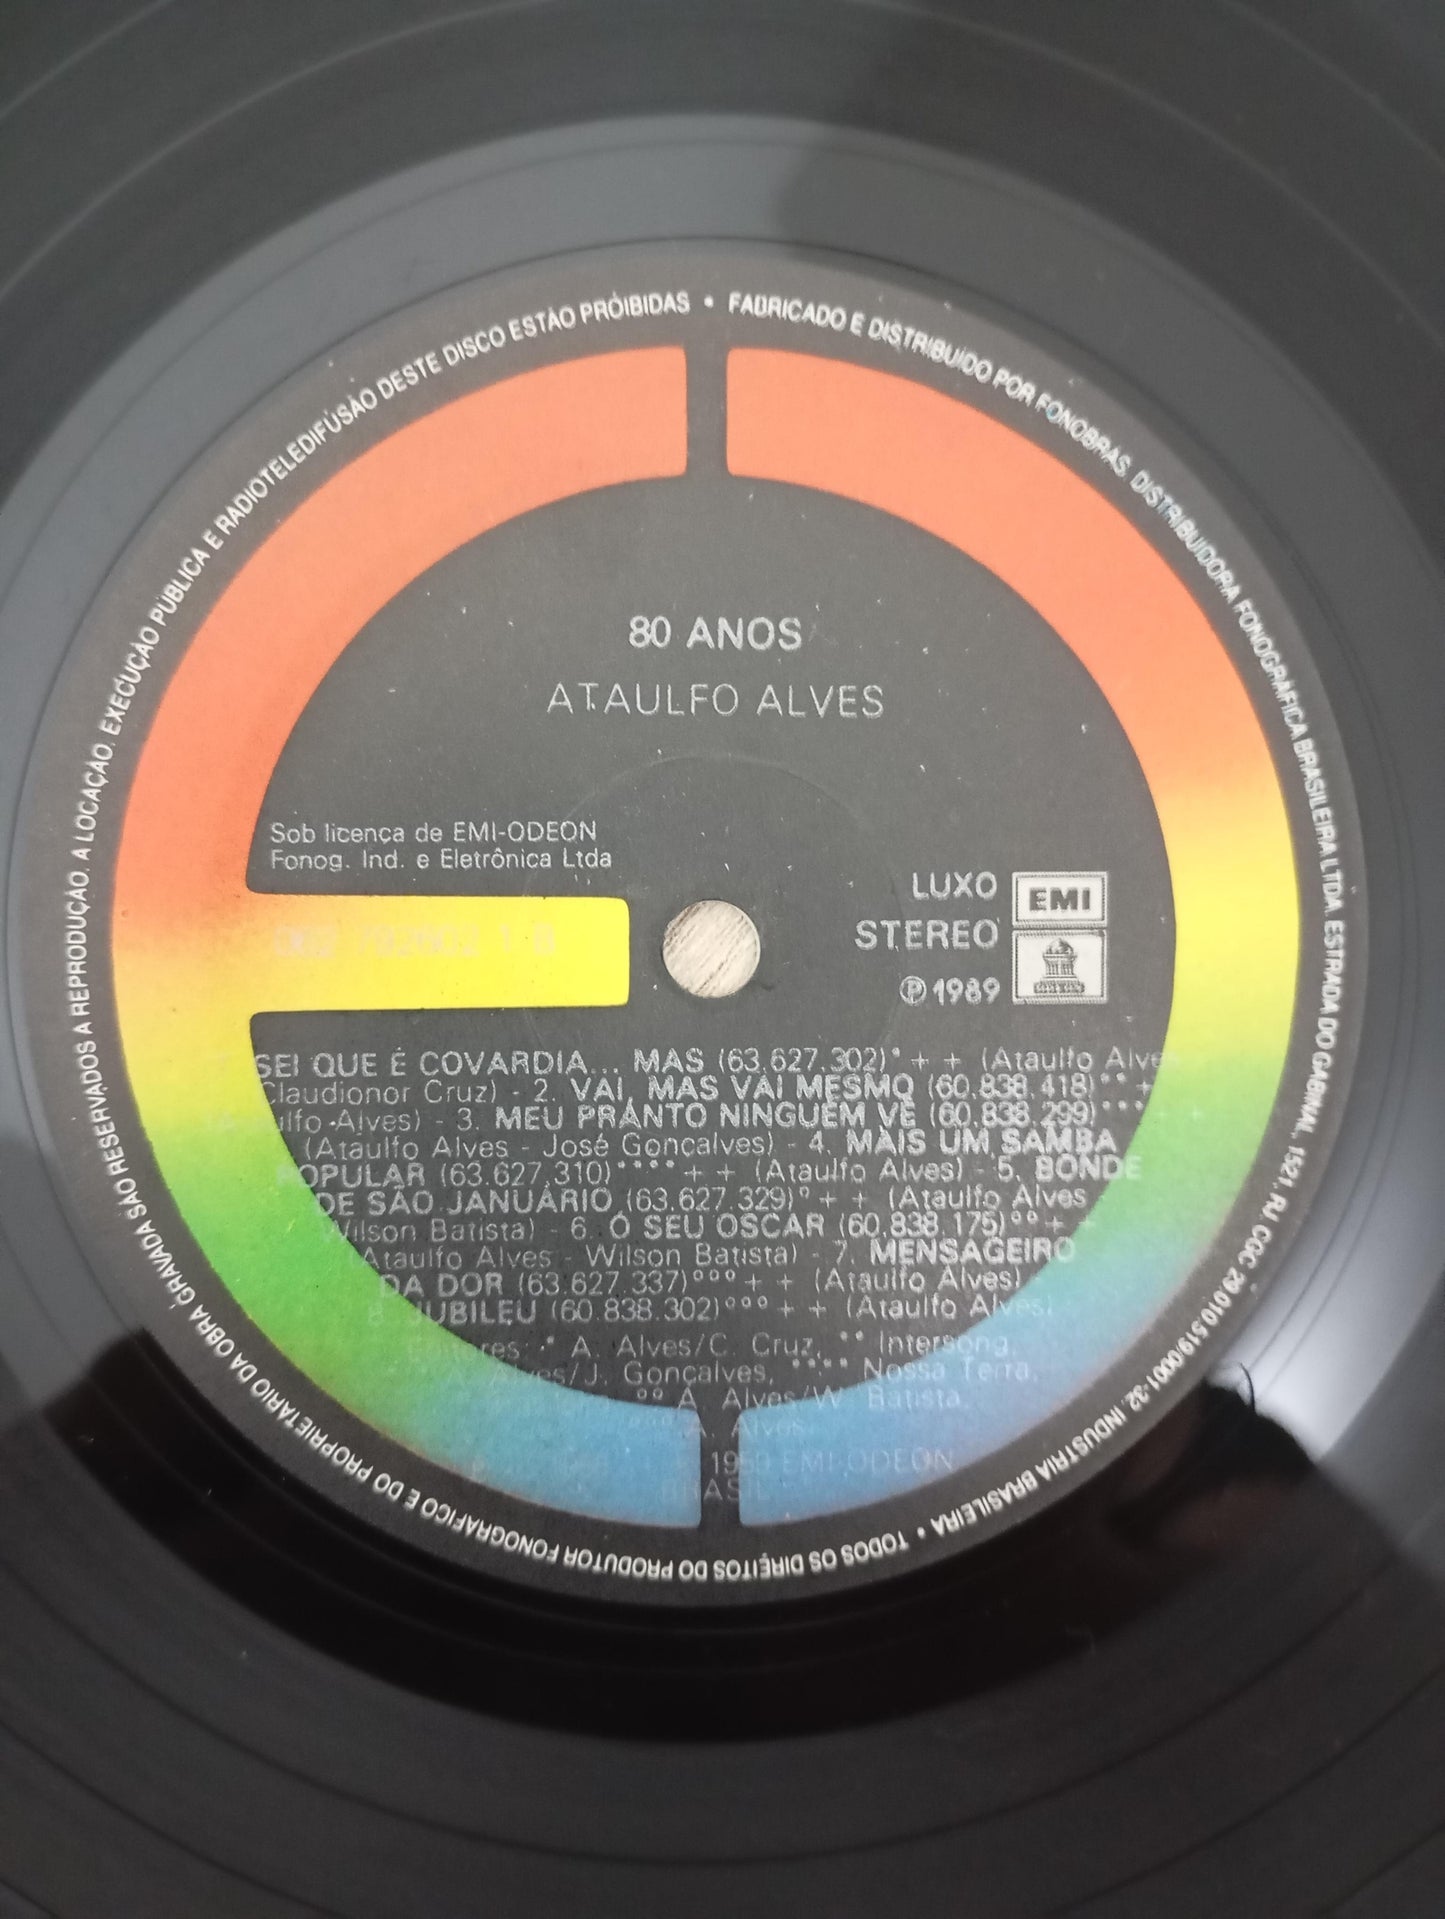 FABRICADO E DISTRIBUÍDO POR FONOBRAS. DISTRIBUIDORA FONOGRÁFICA BRASILEIRA LTDA. ESTRADA DO GABINAL, 1521, RJ. CGC 29.010.519/0001-32. INDÚSTRIA BRASILEIRA • TODOS OS DIREITOS DO PRODUTOR FONOGRÁFICO E DO PROPRIETÁRIO DA OBRA GRAVADA SÃO RESERVADOS A REPRODUÇÃO. A LOCAÇÃO. EXECUÇÃO PÚBLICA E RADIOTELEDIFUSÃO DESTE DISCO ESTÃO PRÓIBIDAS •
80 ANOS
ATAULFO ALVES
Sob licença de EMI-ODEON
Fonog. Ind. e Eletrônica Ltda
LUXO
STEREO
EMI
ODEON
℗ 1989
92802 1 B
SEI QUE É COVARDIA... MAS (63.627.302)* + + (Ataulfo Alves
Claudionor Cruz) - 2. VAI, MAS VAI MESMO (60.838.418)** +
ulfo Alves) - 3. MEU PRANTO NINGUÉM VÊ (60.838.299)*** + +
(Ataulfo Alves - José Gonçalves) - 4. MAIS UM SAMBA
POPULAR (63.627.310)**** + + (Ataulfo Alves) - 5. BONDE
DE SÃO JANUÁRIO (63.627.329)° + + (Ataulfo Alves
Wilson Batista) - 6. Ó SEU OSCAR (60.838.175)°° + +
Ataulfo Alves - Wilson Batista) - 7. MENSAGEIRO
DA DOR (63.627.337)°°° + + (Ataulfo Alves)
8. JUBILEU (60.838.302)°°° + + (Ataulfo Alves)
Editores: * A. Alves/C. Cruz, ** Intersong,
A. Alves/J. Gonçalves, **** Nossa Terra,
°° A. Alves/W. Batista,
°°° A. Alves
EMI-ODEON
BRASIL